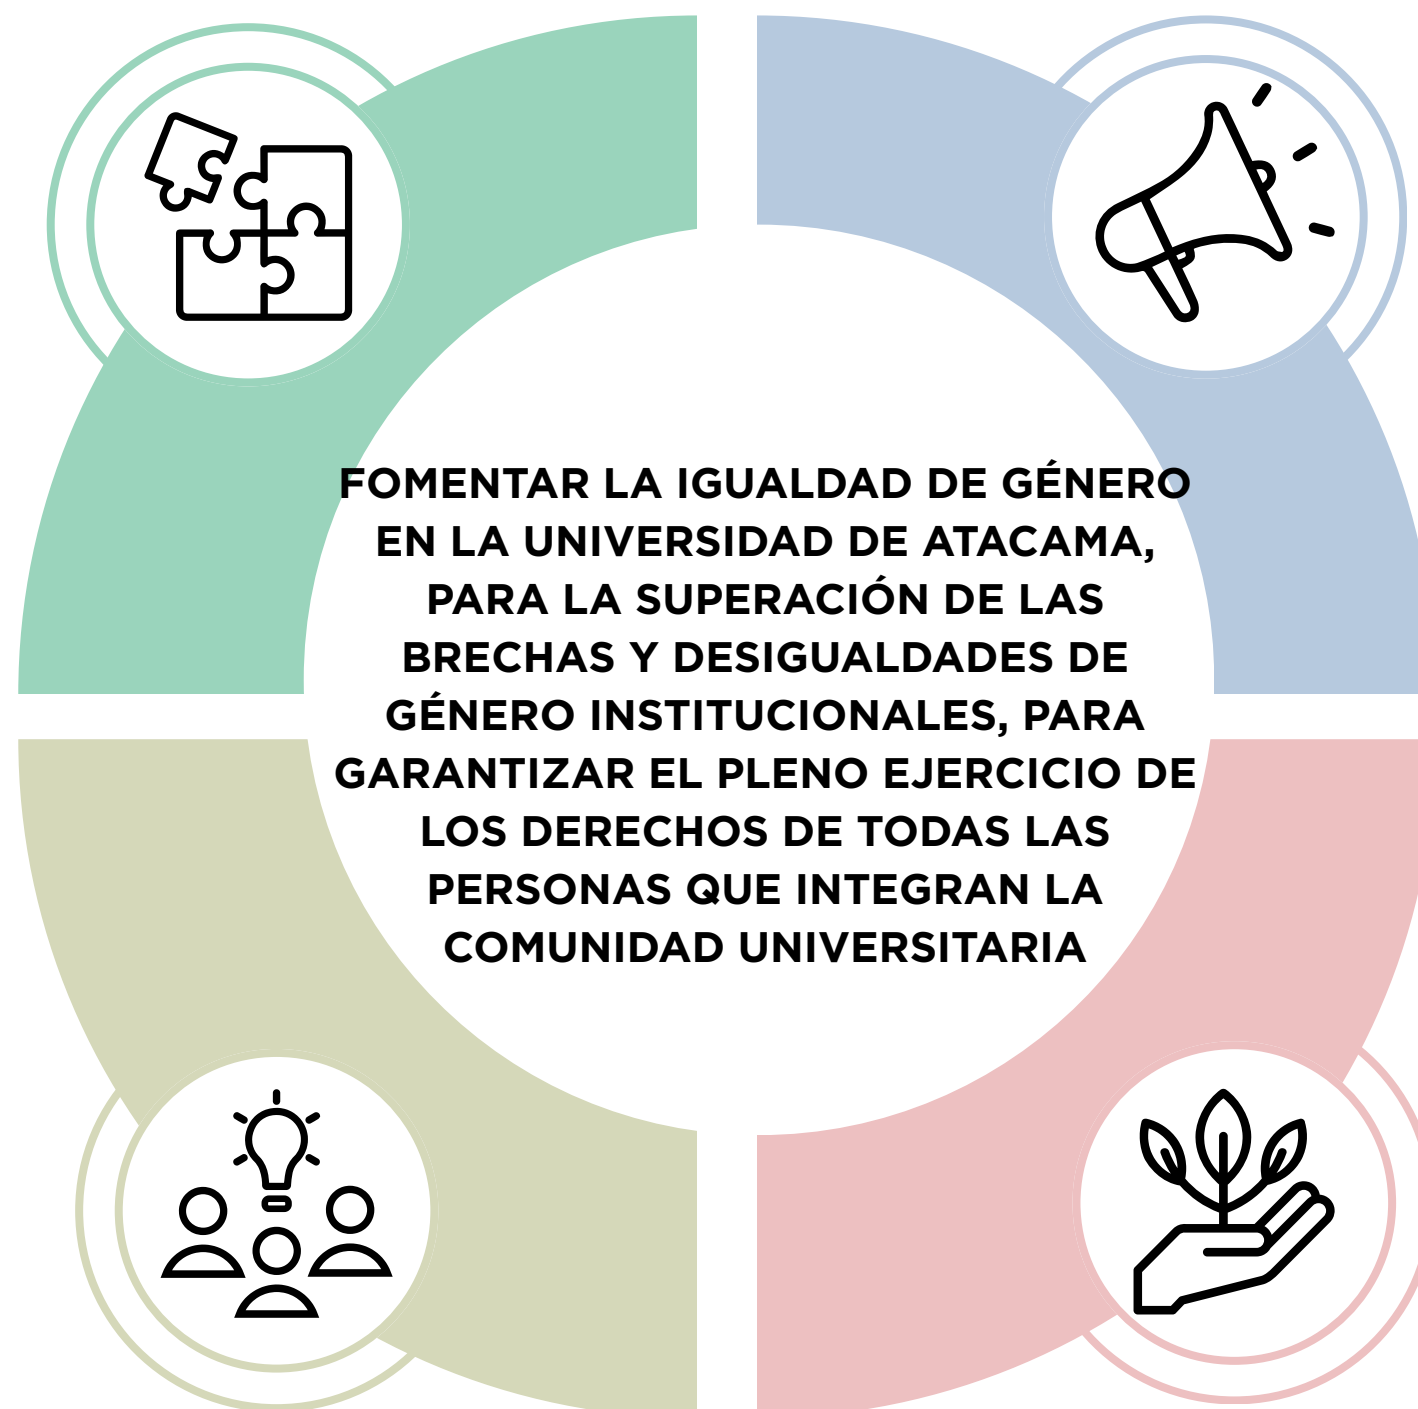 FOMENTAR LA IGUALDAD DE GÉNERO
EN LA UNIVERSIDAD DE ATACAMA,
PARA LA SUPERACIÓN DE LAS
BRECHAS Y DESIGUALDADES DE
GÉNERO INSTITUCIONALES, PARA
GARANTIZAR EL PLENO EJERCICIO DE
LOS DERECHOS DE TODAS LAS
PERSONAS QUE INTEGRAN LA
COMUNIDAD UNIVERSITARIA